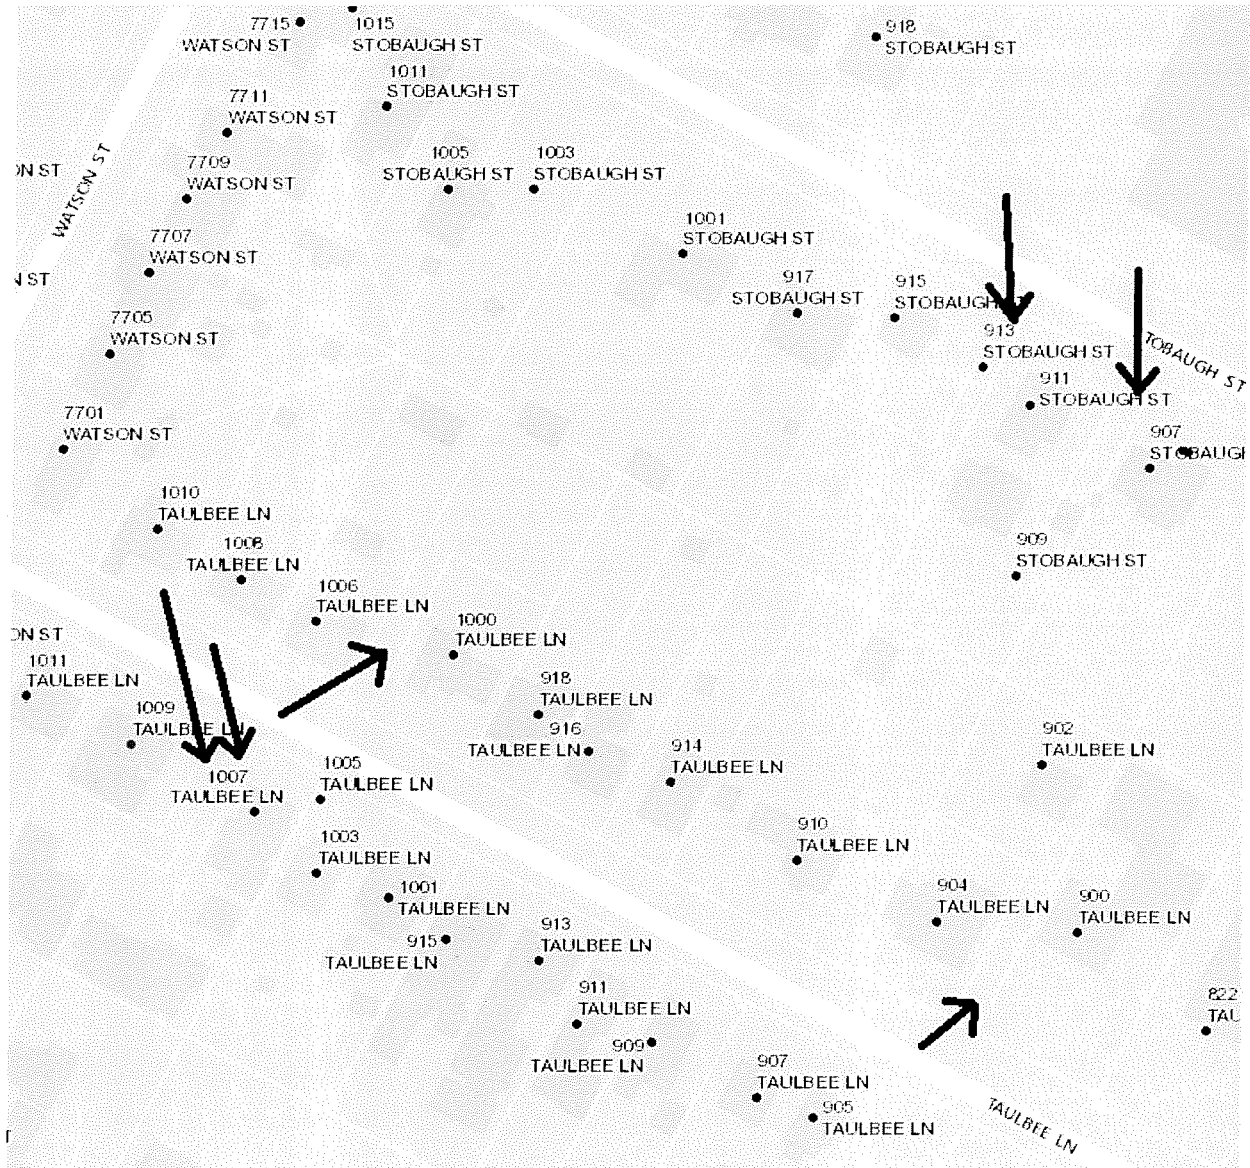 7715
WATSON ST
1015
STOBAUGH ST
918
STOBAUGH ST
1011
STOBAUGH ST
7711
WATSON ST
ON ST
WATSON ST
7709
WATSON ST
1005
STOBAUGH ST
1003
STOBAUGH ST
1001
STOBAUGH ST
7707
WATSON ST
N ST
917
STOBAUGH ST
915
STOBAUGH ST
7705
WATSON ST
913
STOBAUGH ST
TOBAUGH ST
911
STOBAUGH ST
7701
WATSON ST
907
STOBAUGH
1010
TAULBEE LN
1008
TAULBEE LN
909
STOBAUGH ST
1006
TAULBEE LN
ON ST
1000
TAULBEE LN
1011
TAULBEE LN
918
TAULBEE LN
1009
TAULBEE LN
916
TAULBEE LN
914
TAULBEE LN
902
TAULBEE LN
1007
TAULBEE LN
1005
TAULBEE LN
1003
TAULBEE LN
910
TAULBEE LN
1001
TAULBEE LN
904
TAULBEE LN
900
TAULBEE LN
915
TAULBEE LN
913
TAULBEE LN
911
TAULBEE LN
822
TAU
909
TAULBEE LN
907
TAULBEE LN
905
TAULBEE LN
TAULBEE LN